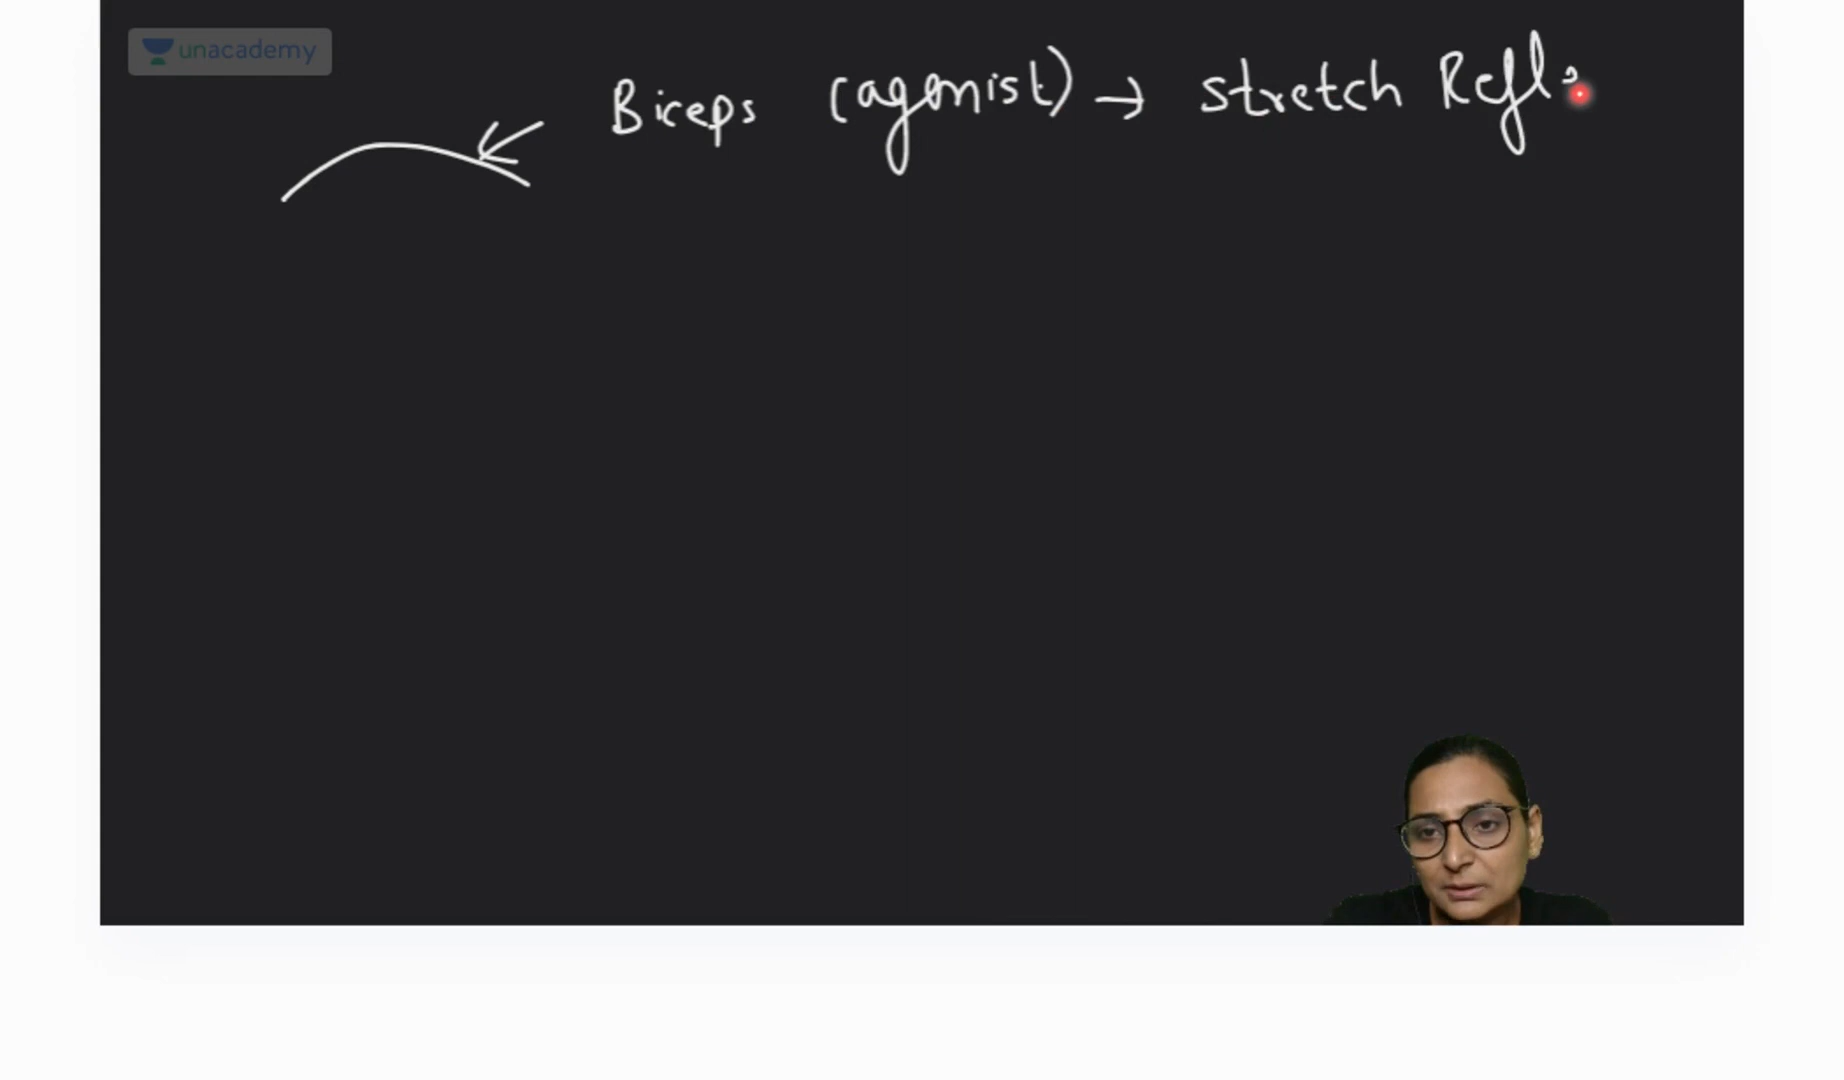 unacademy
Biceps (agonist) → stretch Refl